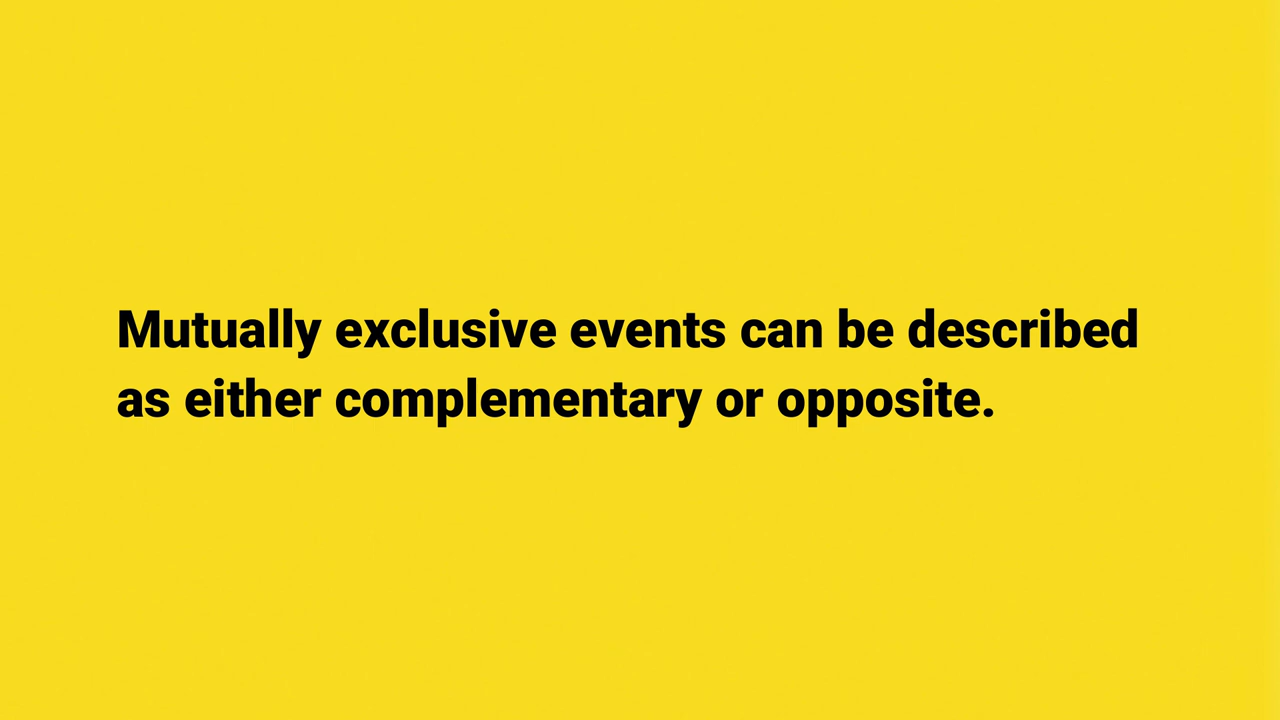 Mutually exclusive events can be described
as either complementary or opposite.